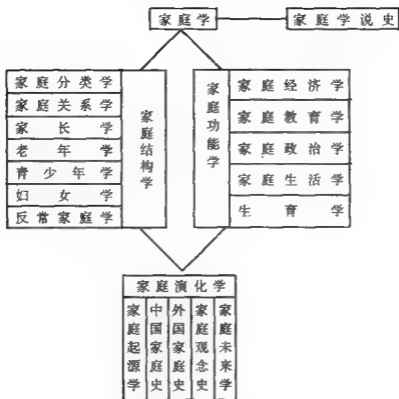 家庭学
家庭学说史
家庭分类学
家庭关系学
家长学
老年学
青少年学
妇女学
反常家庭学
家庭结构学
家庭功能学
家庭经济学
家庭教育学
家庭政治学
家庭生活学
生育学
家庭演化学
家庭起源学
中国家庭史
外国家庭史
家庭观念史
家庭未来学